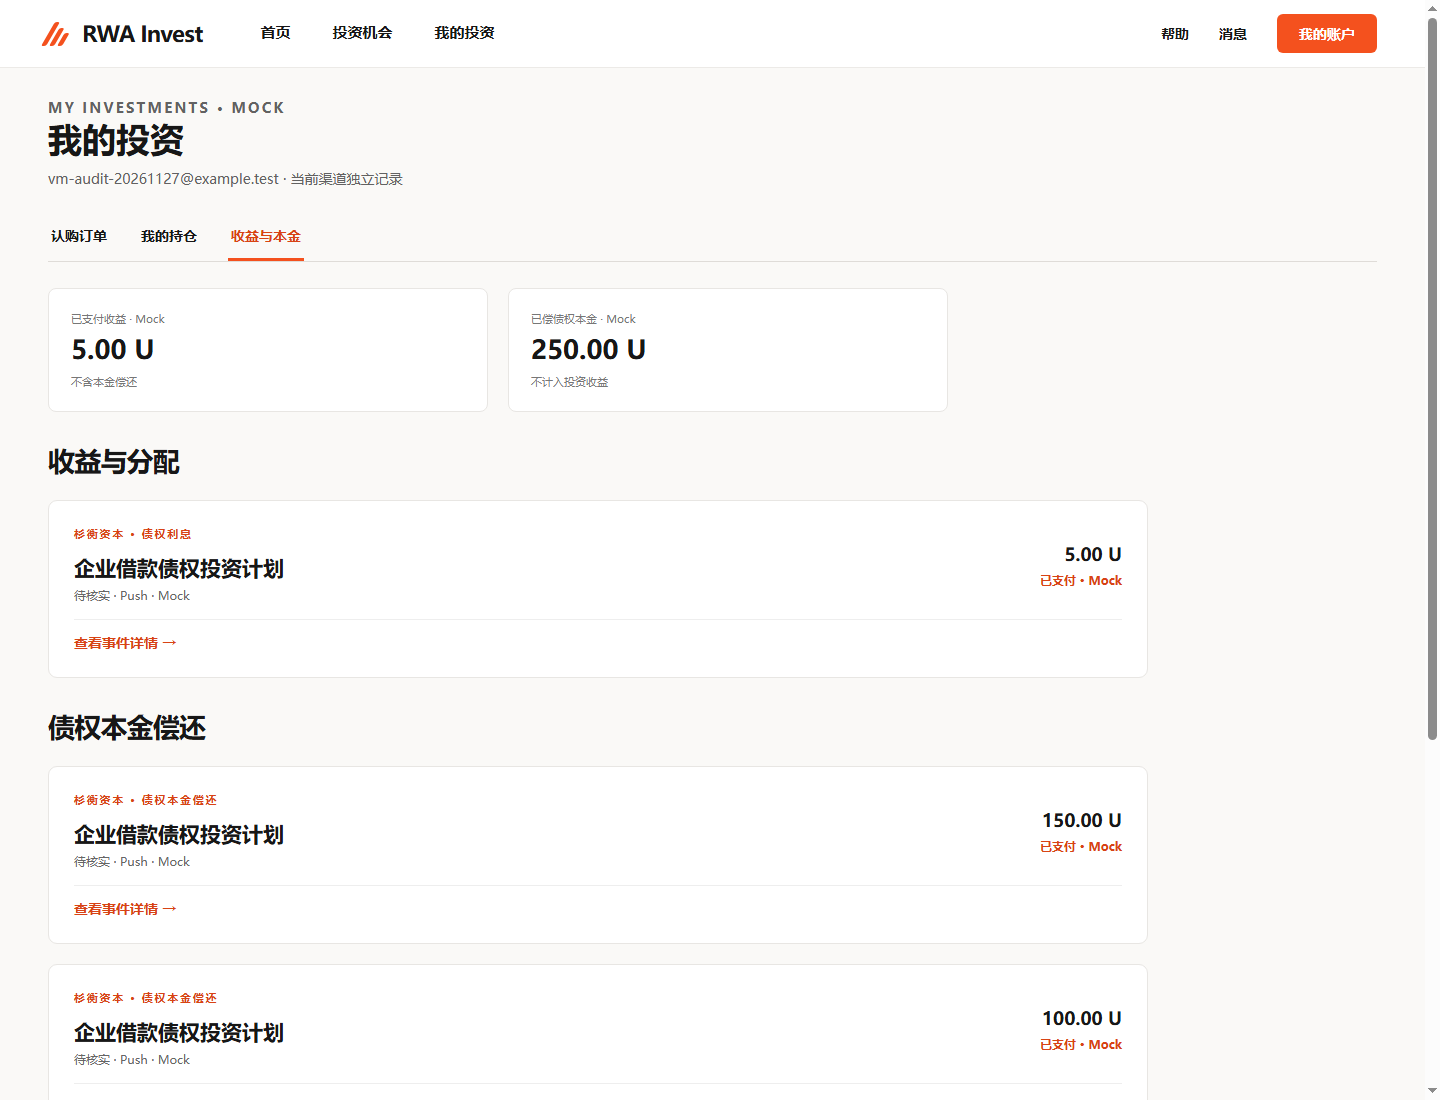 RWA Invest
首页
投资机会
我的投资
帮助
消息
我的账户
MY INVESTMENTS • MOCK
我的投资
vm-audit-20261127@example.test · 当前渠道独立记录
认购订单
我的持仓
收益与本金
已支付收益 · Mock
5.00 U
不含本金偿还
已偿债权本金 · Mock
250.00 U
不计入投资收益
收益与分配
杉衡资本 • 债权利息
企业借款债权投资计划
待核实 · Push · Mock
5.00 U
已支付 • Mock
查看事件详情 →
债权本金偿还
杉衡资本 • 债权本金偿还
企业借款债权投资计划
待核实 · Push · Mock
150.00 U
已支付 • Mock
查看事件详情 →
杉衡资本 • 债权本金偿还
企业借款债权投资计划
待核实 · Push · Mock
100.00 U
已支付 • Mock